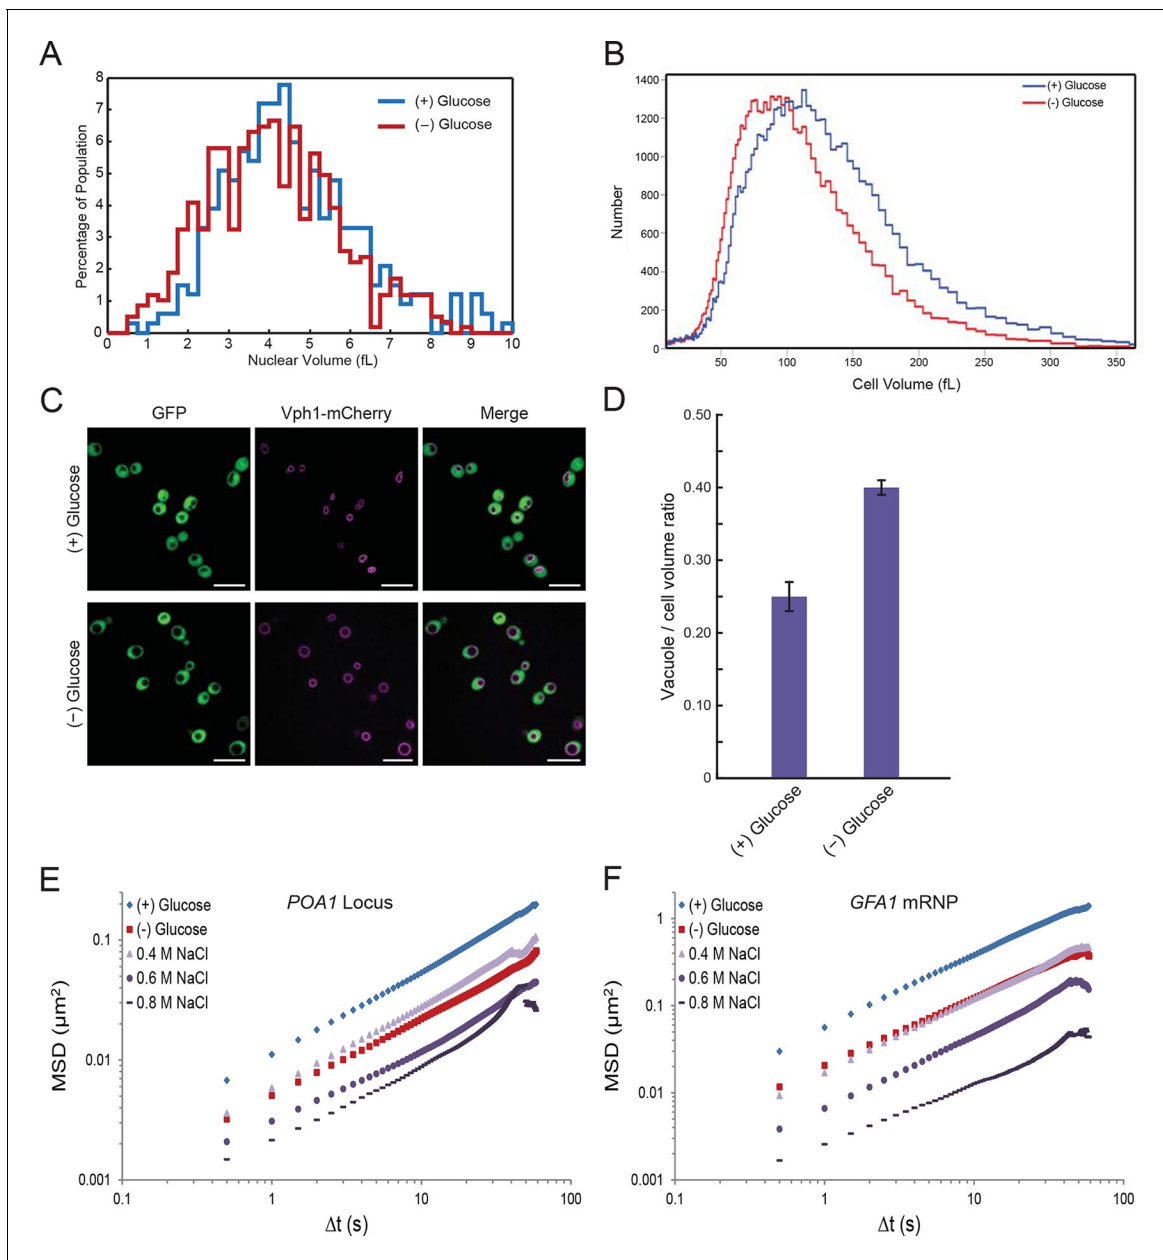 A
8
7
6
5
4
3
2
1
0
Percentage of Population
(+) Glucose
(−) Glucose
0 1 2 3 4 5 6 7 8 9 10
Nuclear Volume (fL)
B
1400
1200
1000
800
600
400
200
0
Number
(+) Glucose
(-) Glucose
50 100 150 200 250 300 350
Cell Volume (fL)
C
GFP Vph1-mCherry Merge
(+) Glucose
(−) Glucose
D
0.50
0.40
0.30
0.20
0.10
0
Vacuole / cell volume ratio
(+) Glucose
(−) Glucose
E
POA1 Locus
(+) Glucose
(-) Glucose
0.4 M NaCl
0.6 M NaCl
0.8 M NaCl
0.1
0.01
0.001
MSD (μm²)
0.1 1 10 100
Δt (s)
F
GFA1 mRNP
(+) Glucose
(-) Glucose
0.4 M NaCl
0.6 M NaCl
0.8 M NaCl
1
0.1
0.01
0.001
MSD (μm²)
0.1 1 10 100
Δt (s)